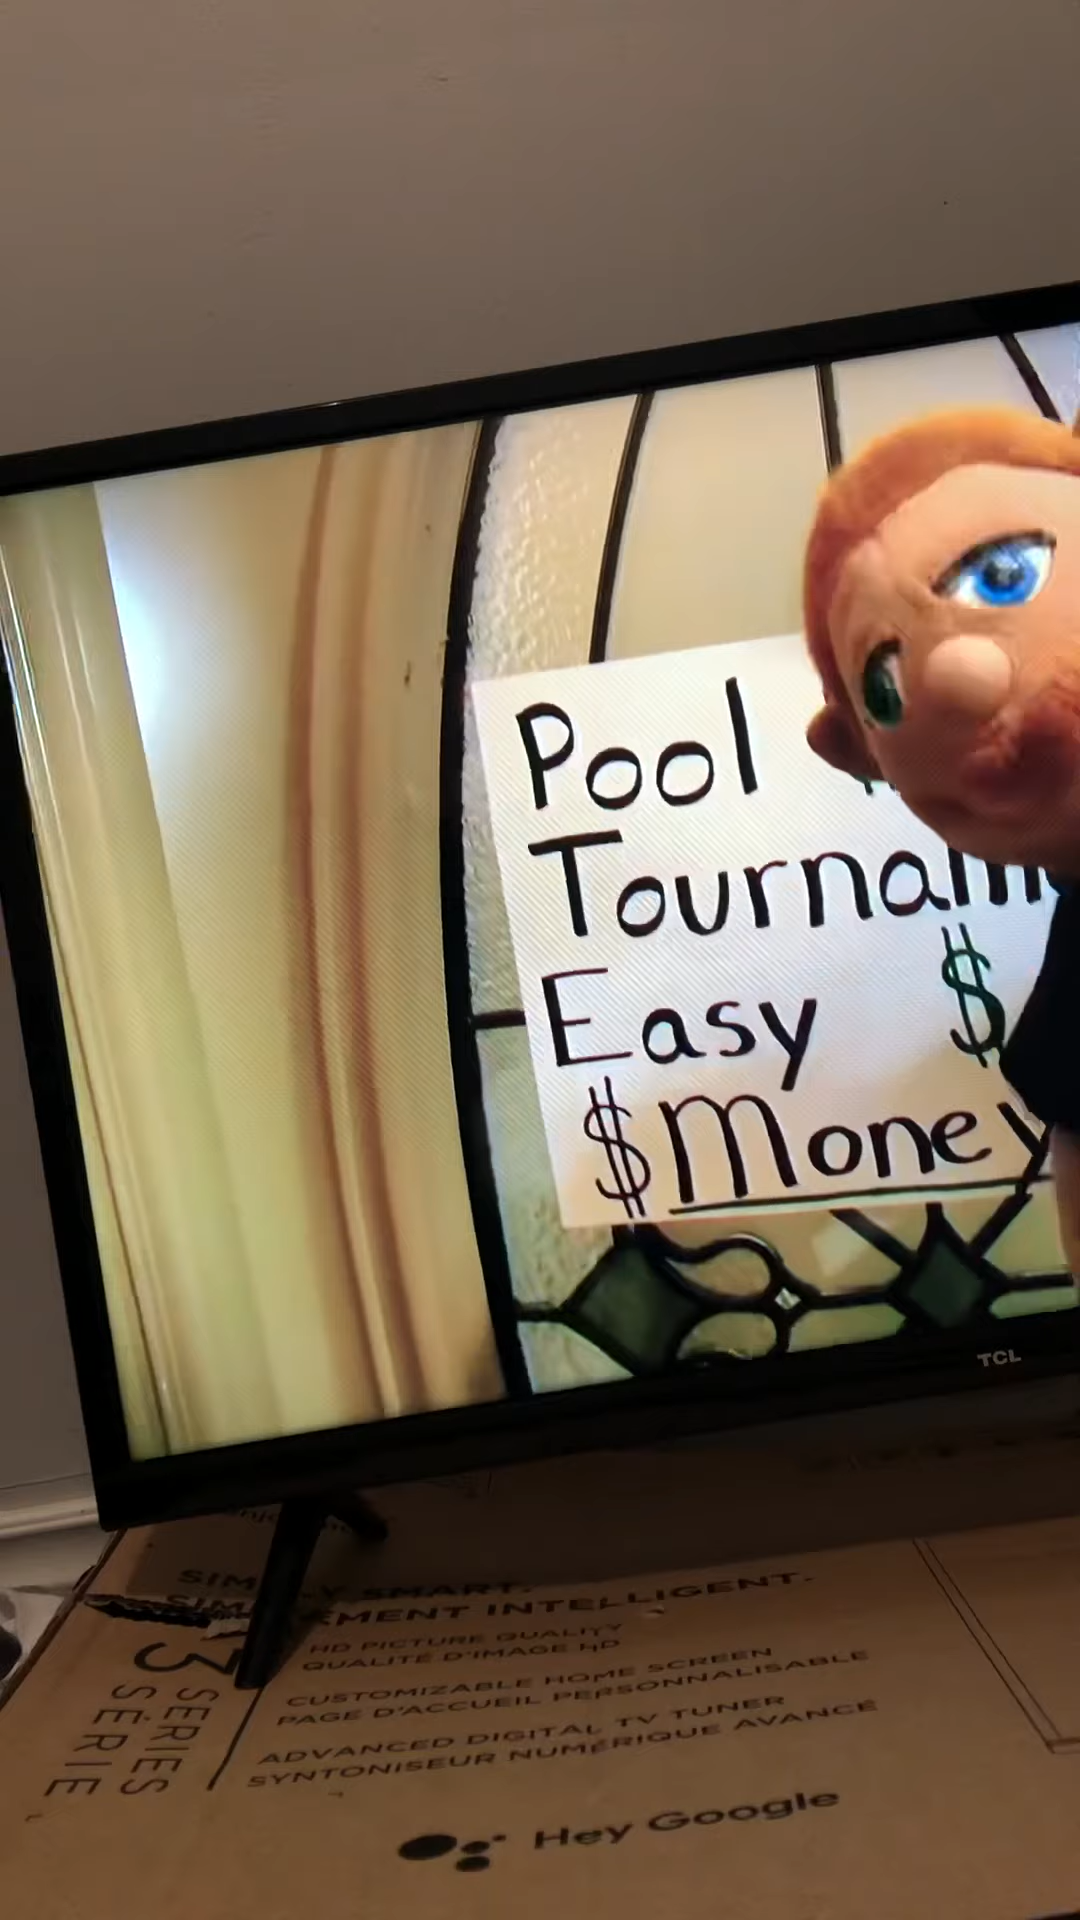 Pool
Easy $
$Money
TCL
SIMPLY SMART.
INTELLIGENT.
HD PICTURE QUALITY
QUALITÉ D'IMAGE HD
CUSTOMIZABLE HOME SCREEN
PAGE D'ACCUEIL PERSONNALISABLE
ADVANCED DIGITAL TV TUNER
SYNTONISEUR NUMÉRIQUE AVANCÉ
3 SERIES
SÉRIE
Hey Google